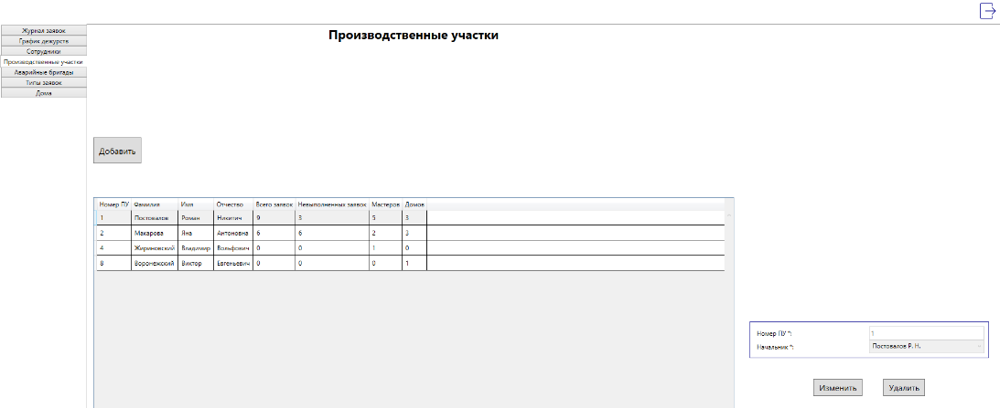 Производственные участки
Журнал заявок
График дежурств
Сотрудники
Производственные участки
Аварийные бригады
Типы заявок
Дома
Добавить
Номер ПУ Фамилия Имя Отчество Всего заявок Невыполненных заявок Мастеров Домов
1 Постовалов Роман Никитич 9 3 5 3
2 Макарова Яна Антоновна 6 6 2 3
4 Жириновский Владимир Вольфович 0 0 1 0
8 Воронежский Виктор Евгеньевич 0 0 0 1
Номер ПУ *: 1
Начальник *: Постовалов Р. Н.
Изменить Удалить